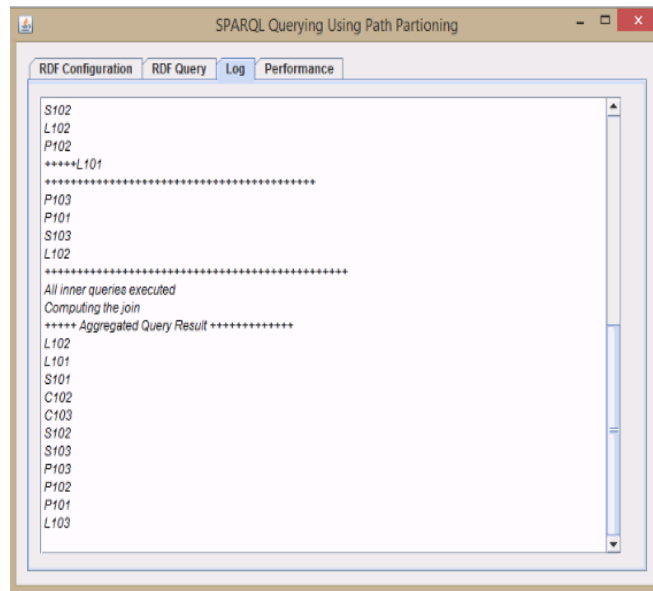 SPARQL Querying Using Path Partioning
RDF Configuration RDF Query Log Performance
S102
L102
P102
+++++L101
++++++++++++++++++++++++++++++++++++++++++
P103
P101
S103
L102
+++++++++++++++++++++++++++++++++++++++++++++++
All inner queries executed
Computing the join
+++++ Aggregated Query Result +++++++++++++
L102
L101
S101
C102
C103
S102
S103
P103
P102
P101
L103